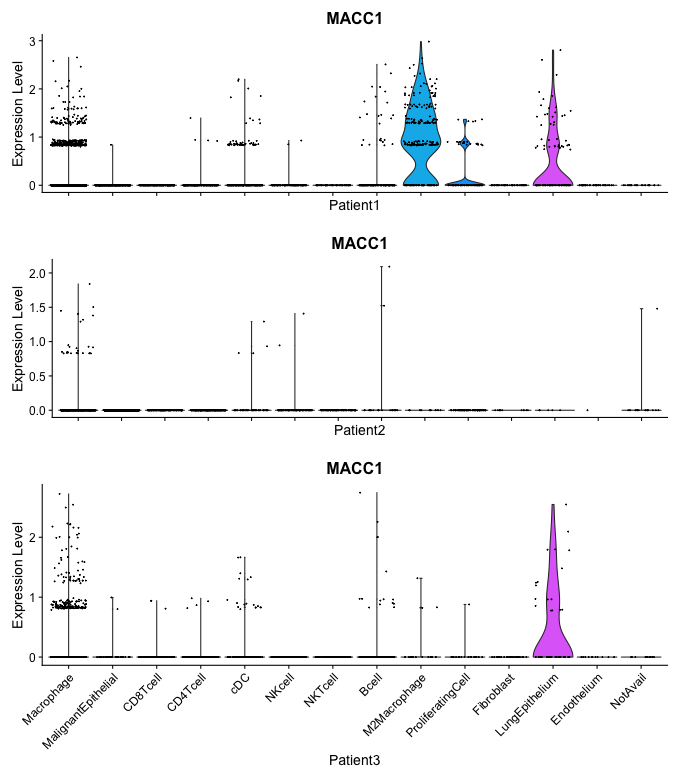 MACC1
Expression Level
3
2
1
0
Patient1
MACC1
Expression Level
2.0
1.5
1.0
0.5
0.0
Patient2
MACC1
Expression Level
2
1
0
Macrophage
MalignantEpithelial
CD8Tcell
CD4Tcell
cDC
NKcell
NKTcell
Bcell
M2Macrophage
ProliferatingCell
Fibroblast
LungEpithelium
Endothelium
NotAvail
Patient3